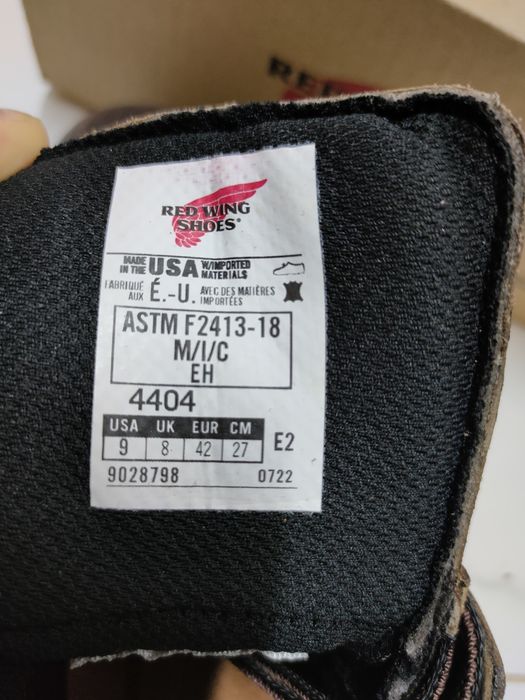 RED
RED WING
SHOES®
MADE IN THE USA W/IMPORTED MATERIALS
FABRIQUÉ AUX É.-U. AVEC DES MATIÈRES IMPORTÉES
ASTM F2413-18
M/I/C
EH
4404
USA UK EUR CM
9 8 42 27 E2
9028798 0722